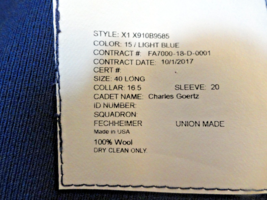 STYLE: X1 X910B9585
COLOR: 15 / LIGHT BLUE
CONTRACT #: FA7000-18-D-0001
CONTRACT DATE: 10/1/2017
CERT #:
SIZE: 40 LONG
COLLAR: 16.5 SLEEVE: 20
CADET NAME: Charles Goertz
ID NUMBER:
SQUADRON
FECHHEIMER UNION MADE
Made in USA
100% Wool
DRY CLEAN ONLY